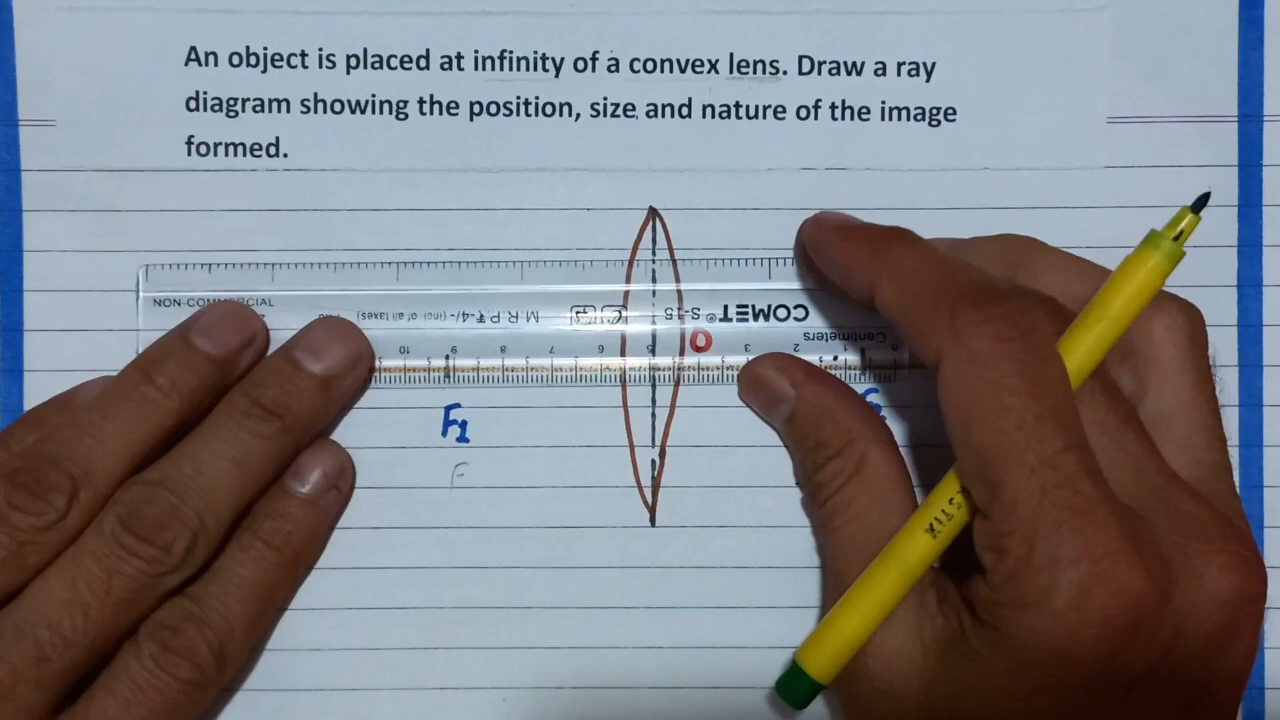 An object is placed at infinity of a convex lens. Draw a ray
diagram showing the position, size and nature of the image
formed.
COMET® S-15
M R P ₹-4/- (incl of all taxes)
Centimeters
0 1 2 3 5 6 7 8 9 10
O
F1
F
STIX